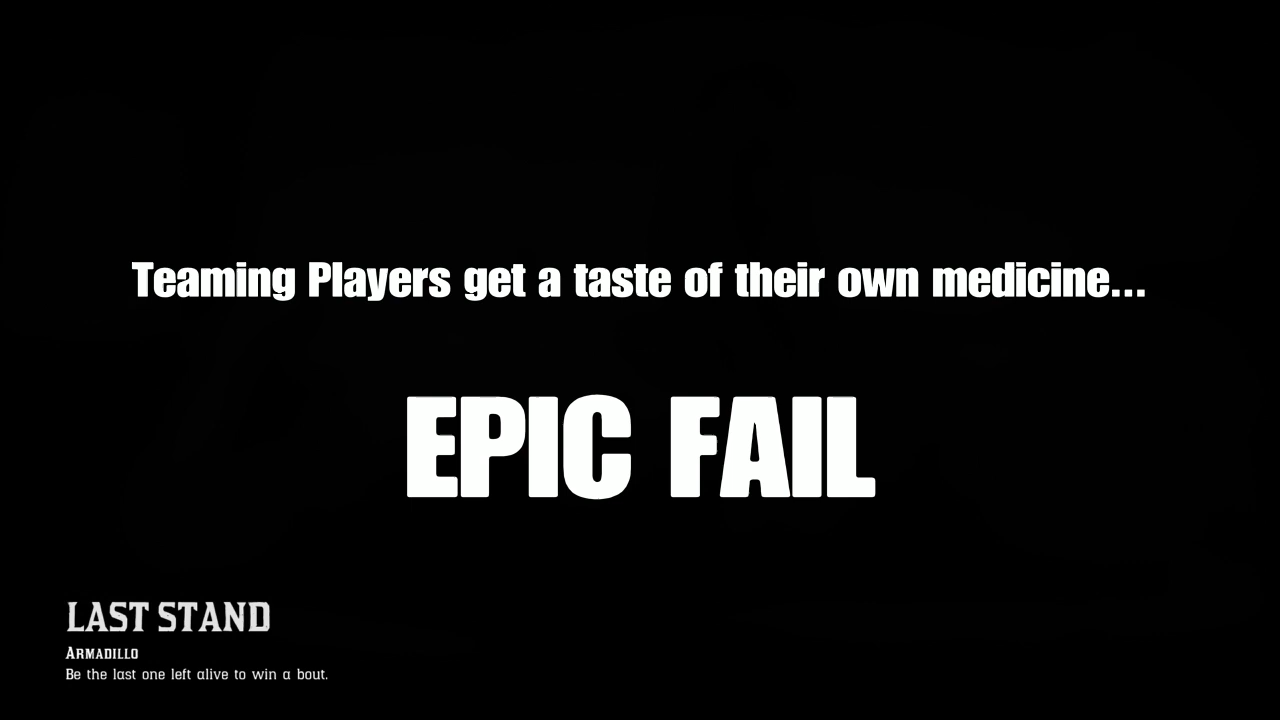 Teaming Players get a taste of their own medicine...
EPIC FAIL
LAST STAND
ARMADILLO
Be the last one left alive to win a bout.